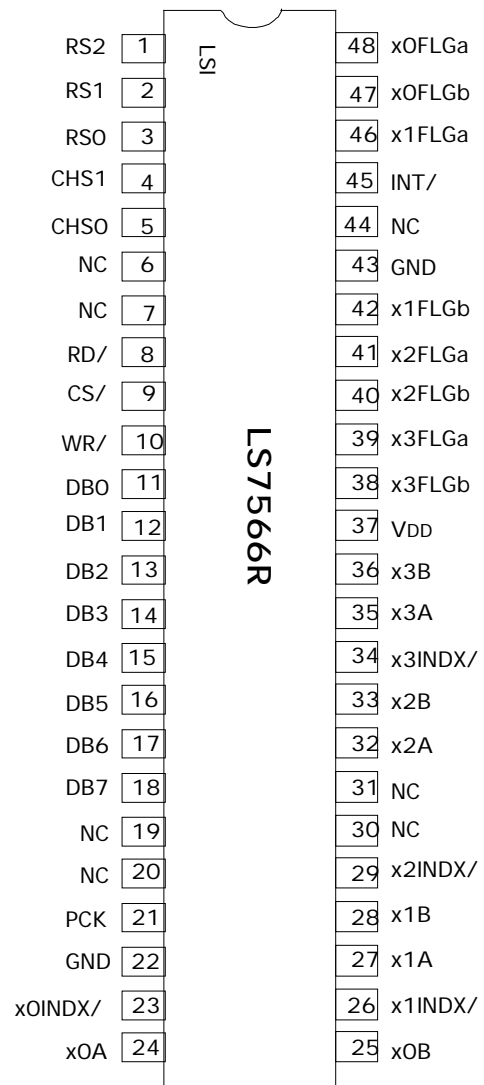 RS2 1 48 x0FLGa
LSI
RS1 2 47 x0FLGb
RS0 3 46 x1FLGa
CHS1 4 45 INT/
CHS0 5 44 NC
NC 6 43 GND
NC 7 42 x1FLGb
RD/ 8 41 x2FLGa
CS/ 9 40 x2FLGb
WR/ 10 39 x3FLGa
DB0 11 38 x3FLGb
DB1 12 37 VDD
LS7566R
DB2 13 36 x3B
DB3 14 35 x3A
DB4 15 34 x3INDX/
DB5 16 33 x2B
DB6 17 32 x2A
DB7 18 31 NC
NC 19 30 NC
NC 20 29 x2INDX/
PCK 21 28 x1B
GND 22 27 x1A
x0INDX/ 23 26 x1INDX/
x0A 24 25 x0B